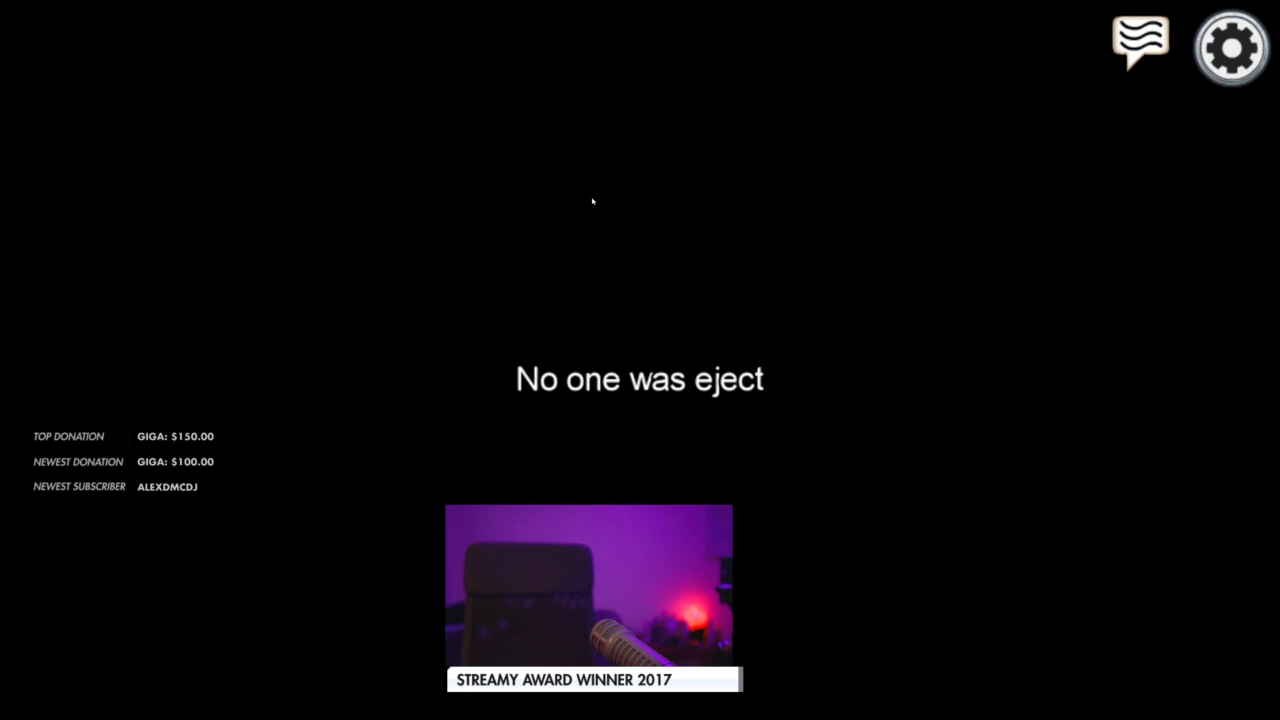 No one was eject
TOP DONATION GIGA: $150.00
NEWEST DONATION GIGA: $100.00
NEWEST SUBSCRIBER ALEXDMCDJ
STREAMY AWARD WINNER 2017